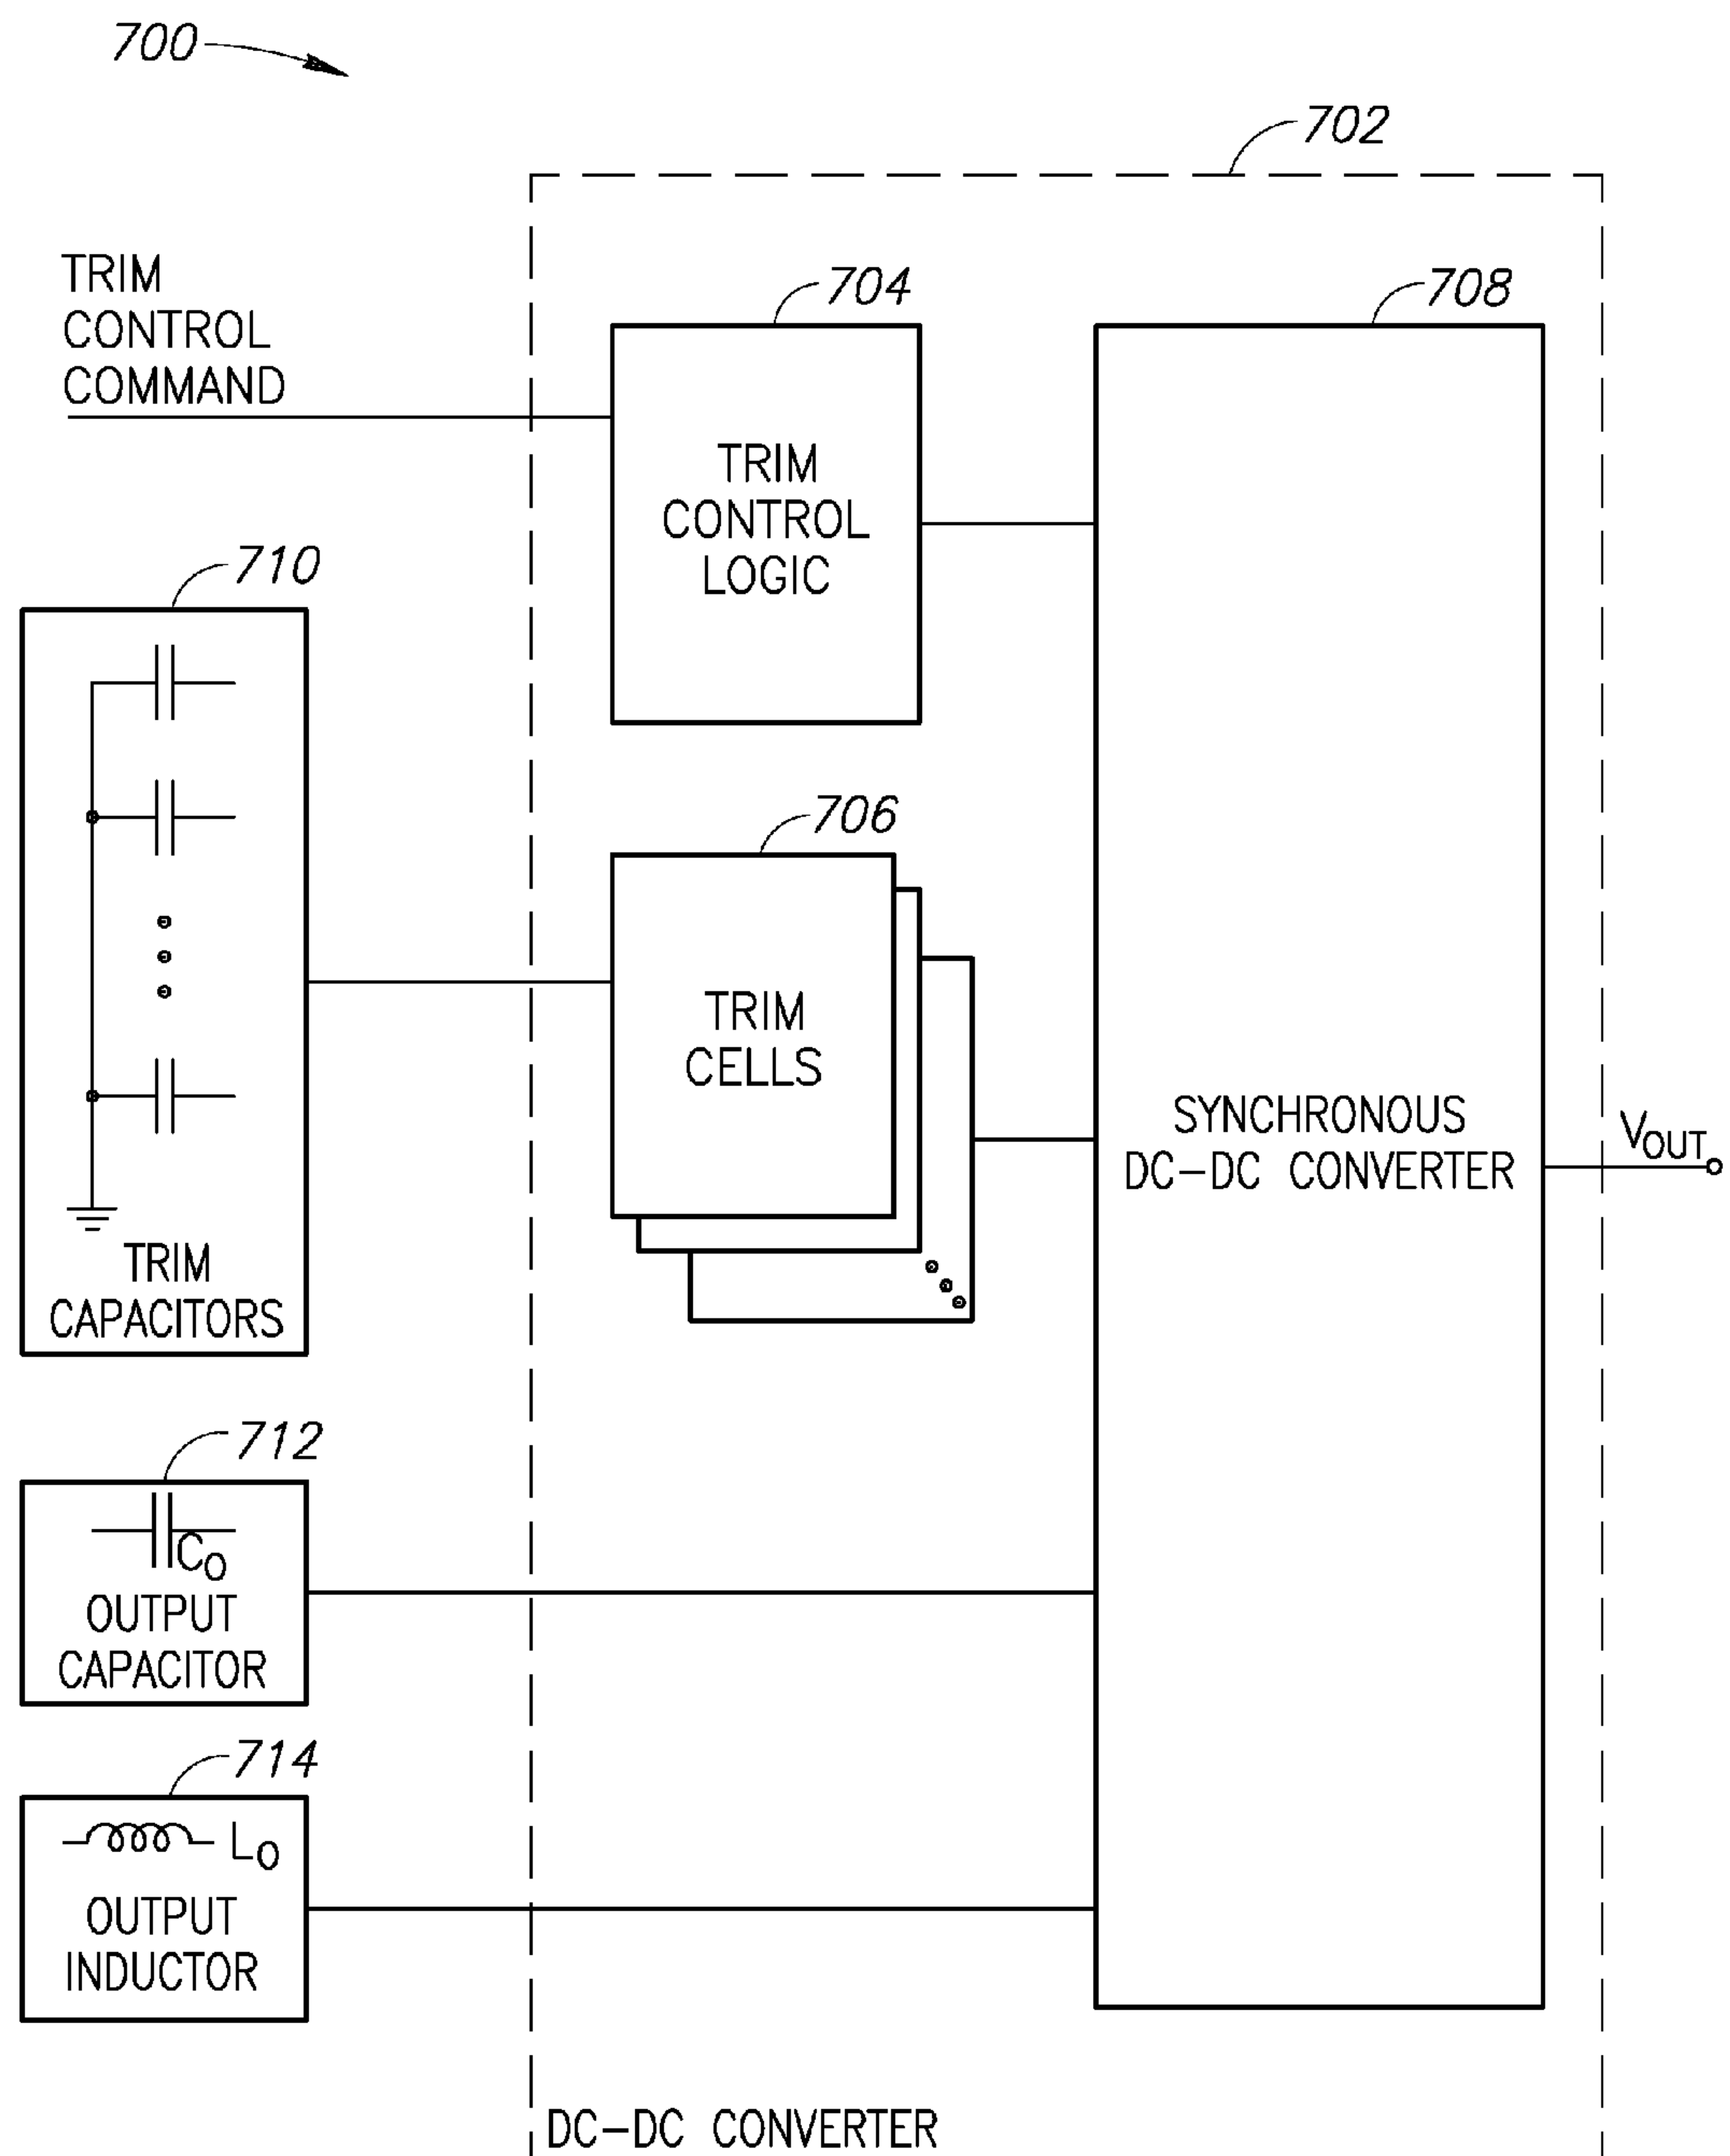 700
702
TRIM
CONTROL
COMMAND
704
708
TRIM
CONTROL
LOGIC
710
706
TRIM
CELLS
SYNCHRONOUS
DC-DC CONVERTER
VOUT
TRIM
CAPACITORS
712
CO
OUTPUT
CAPACITOR
714
LO
OUTPUT
INDUCTOR
DC-DC CONVERTER